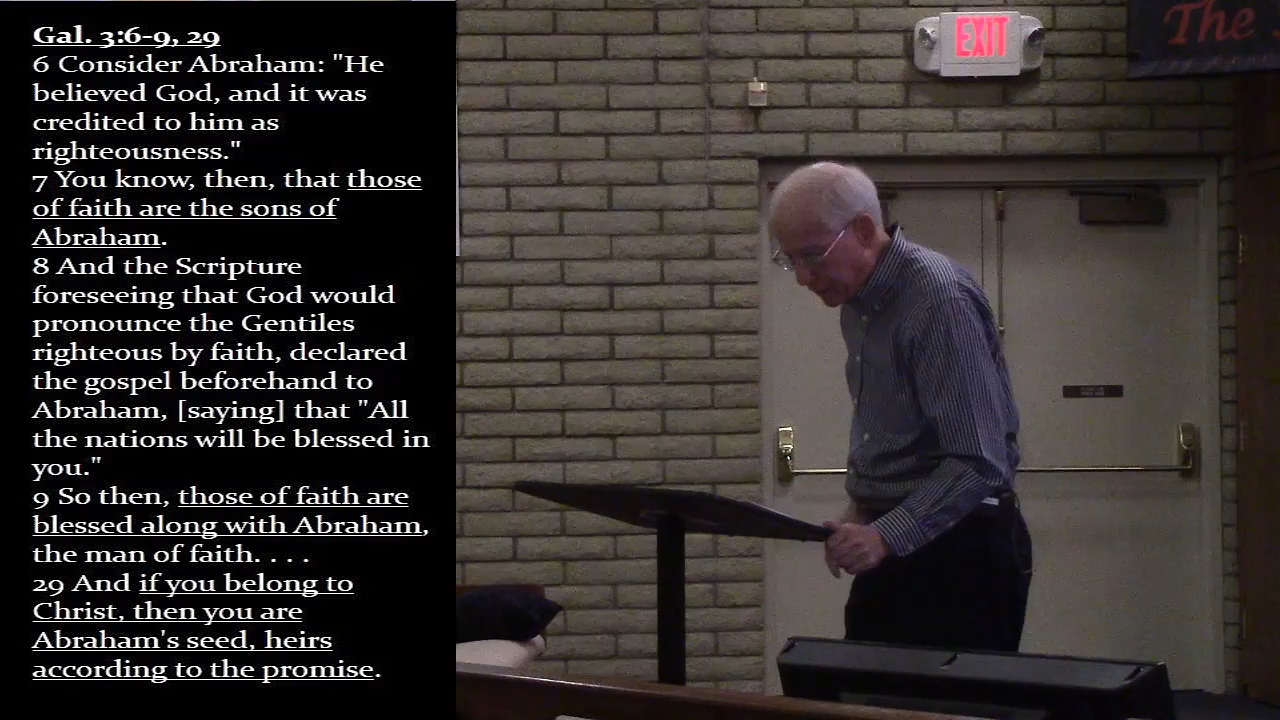 Gal. 3:6-9, 29
6 Consider Abraham: "He
believed God, and it was
credited to him as
righteousness."
7 You know, then, that those
of faith are the sons of
Abraham.
8 And the Scripture
foreseeing that God would
pronounce the Gentiles
righteous by faith, declared
the gospel beforehand to
Abraham, [saying] that "All
the nations will be blessed in
you."
9 So then, those of faith are
blessed along with Abraham,
the man of faith. . . .
29 And if you belong to
Christ, then you are
Abraham's seed, heirs
according to the promise.
EXIT
The